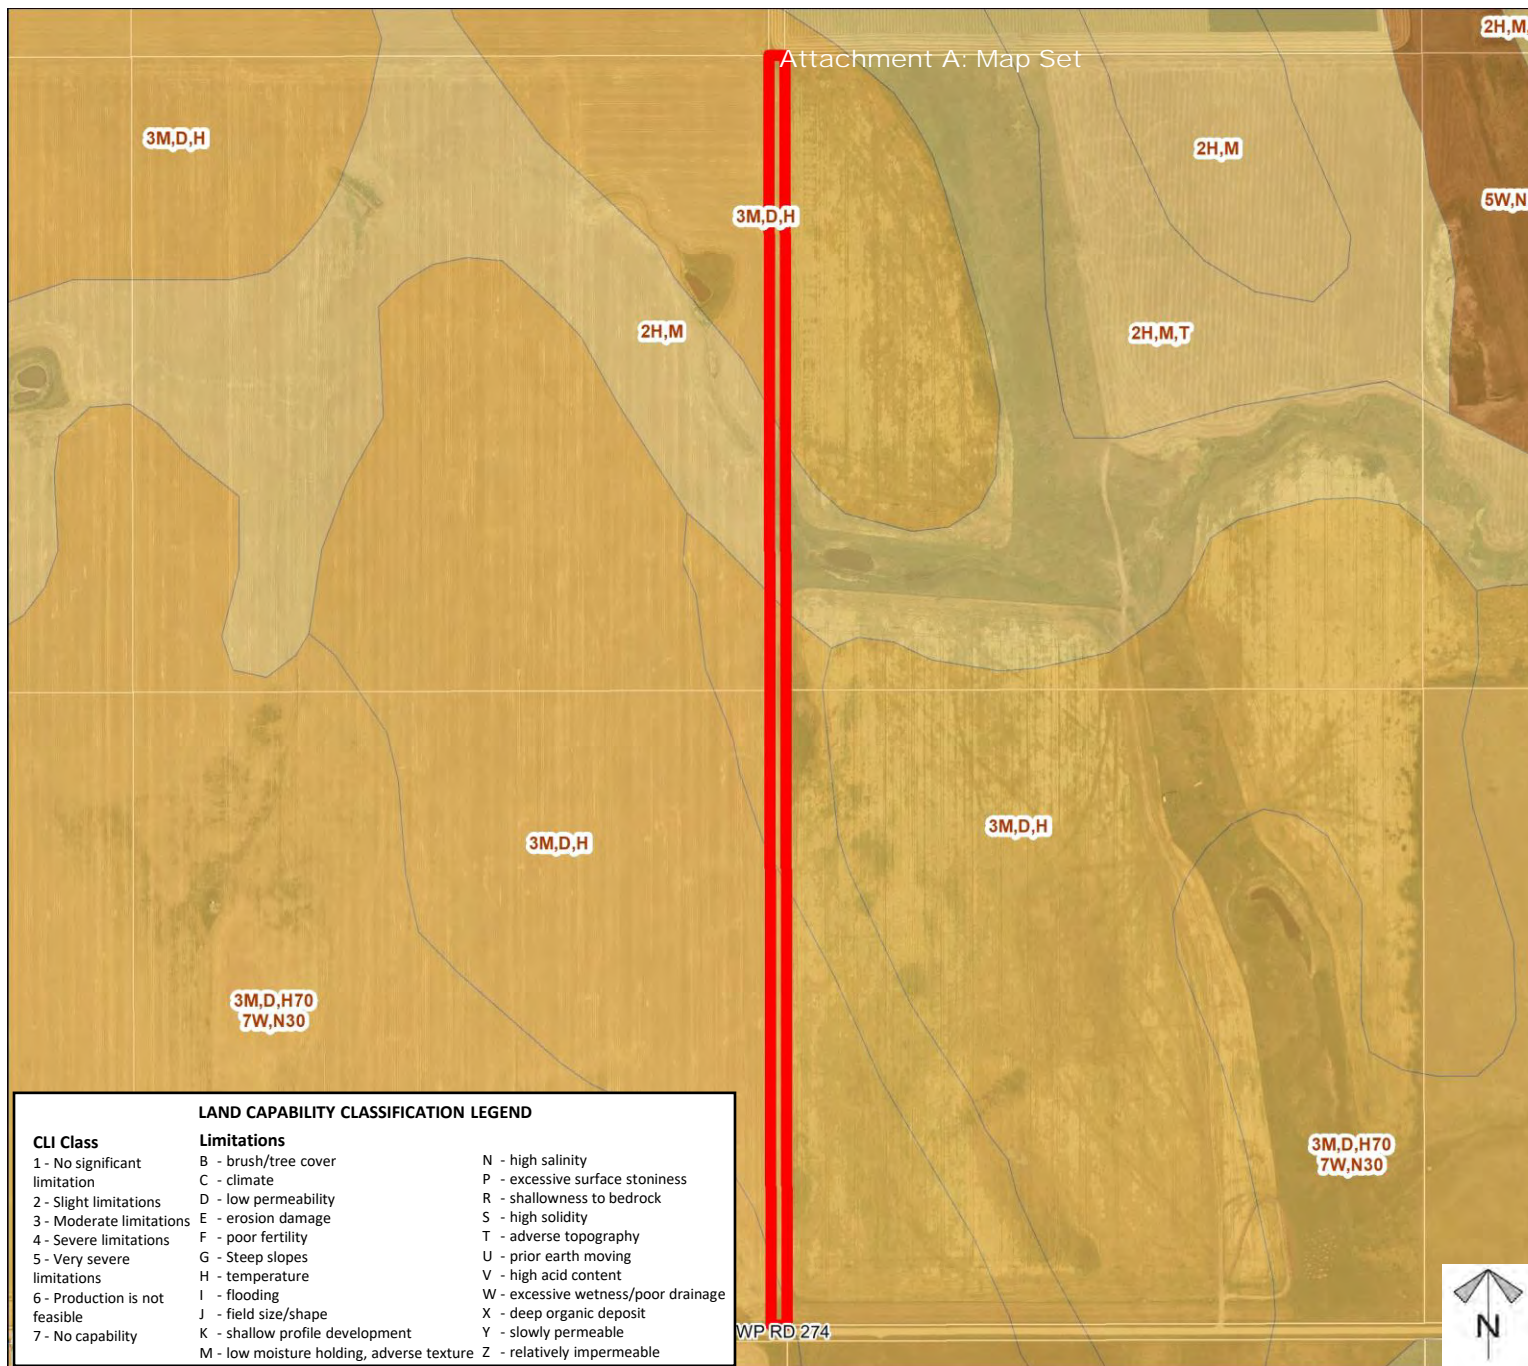 2H,M,
Attachment A: Map Set
3M,D,H
2H,M
5W,N
3M,D,H
2H,M
2H,M,T
3M,D,H
3M,D,H
3M,D,H70
7W,N30
3M,D,H70
7W,N30
LAND CAPABILITY CLASSIFICATION LEGEND
CLI Class
1 - No significant
limitation
2 - Slight limitations
3 - Moderate limitations
4 - Severe limitations
5 - Very severe
limitations
6 - Production is not
feasible
7 - No capability
Limitations
B - brush/tree cover
C - climate
D - low permeability
E - erosion damage
F - poor fertility
G - Steep slopes
H - temperature
I - flooding
J - field size/shape
K - shallow profile development
M - low moisture holding, adverse texture
N - high salinity
P - excessive surface stoniness
R - shallowness to bedrock
S - high solidity
T - adverse topography
U - prior earth moving
V - high acid content
W - excessive wetness/poor drainage
X - deep organic deposit
Y - slowly permeable
Z - relatively impermeable
WP RD 274
N